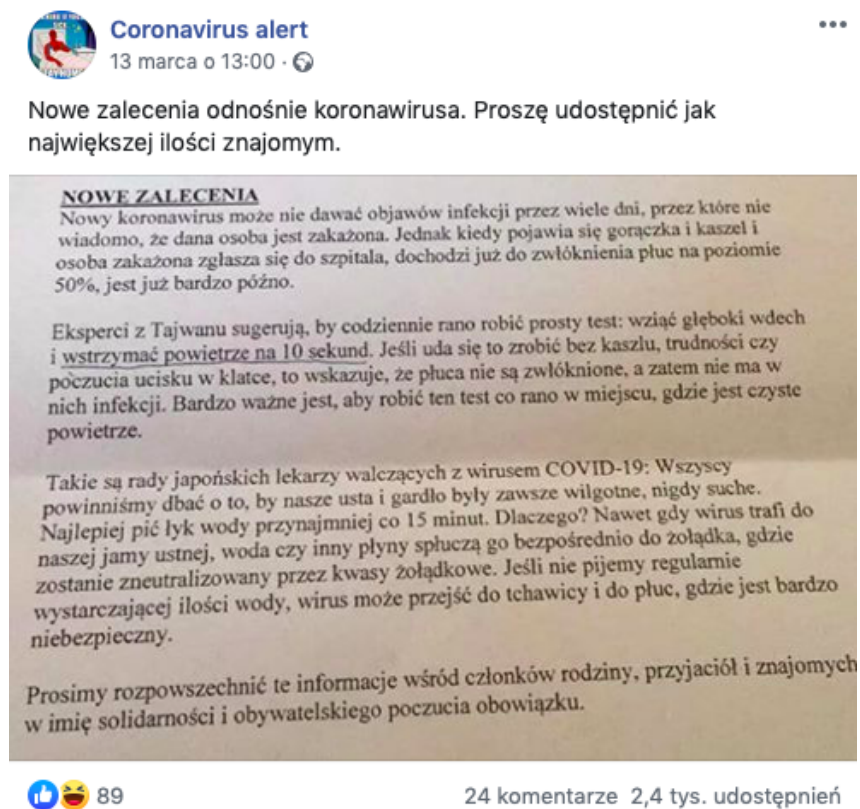 Coronavirus alert
13 marca o 13:00 ·
Nowe zalecenia odnośnie koronawirusa. Proszę udostępnić jak
największej ilości znajomym.
NOWE ZALECENIA
Nowy koronawirus może nie dawać objawów infekcji przez wiele dni, przez które nie
wiadomo, że dana osoba jest zakażona. Jednak kiedy pojawia się gorączka i kaszel i
osoba zakażona zgłasza się do szpitala, dochodzi już do zwłóknienia płuc na poziomie
50%, jest już bardzo późno.
Eksperci z Tajwanu sugerują, by codziennie rano robić prosty test: wziąć głęboki wdech
i wstrzymać powietrze na 10 sekund. Jeśli uda się to zrobić bez kaszlu, trudności czy
poczucia ucisku w klatce, to wskazuje, że płuca nie są zwłóknione, a zatem nie ma w
nich infekcji. Bardzo ważne jest, aby robić ten test co rano w miejscu, gdzie jest czyste
powietrze.
Takie są rady japońskich lekarzy walczących z wirusem COVID-19: Wszyscy
powinniśmy dbać o to, by nasze usta i gardło były zawsze wilgotne, nigdy suche.
Najlepiej pić łyk wody przynajmniej co 15 minut. Dlaczego? Nawet gdy wirus trafi do
naszej jamy ustnej, woda czy inny płyny spłuczą go bezpośrednio do żołądka, gdzie
zostanie zneutralizowany przez kwasy żołądkowe. Jeśli nie pijemy regularnie
wystarczającej ilości wody, wirus może przejść do tchawicy i do płuc, gdzie jest bardzo
niebezpieczny.
Prosimy rozpowszechnić te informacje wśród członków rodziny, przyjaciół i znajomych
w imię solidarności i obywatelskiego poczucia obowiązku.
89
24 komentarze 2,4 tys. udostępnień